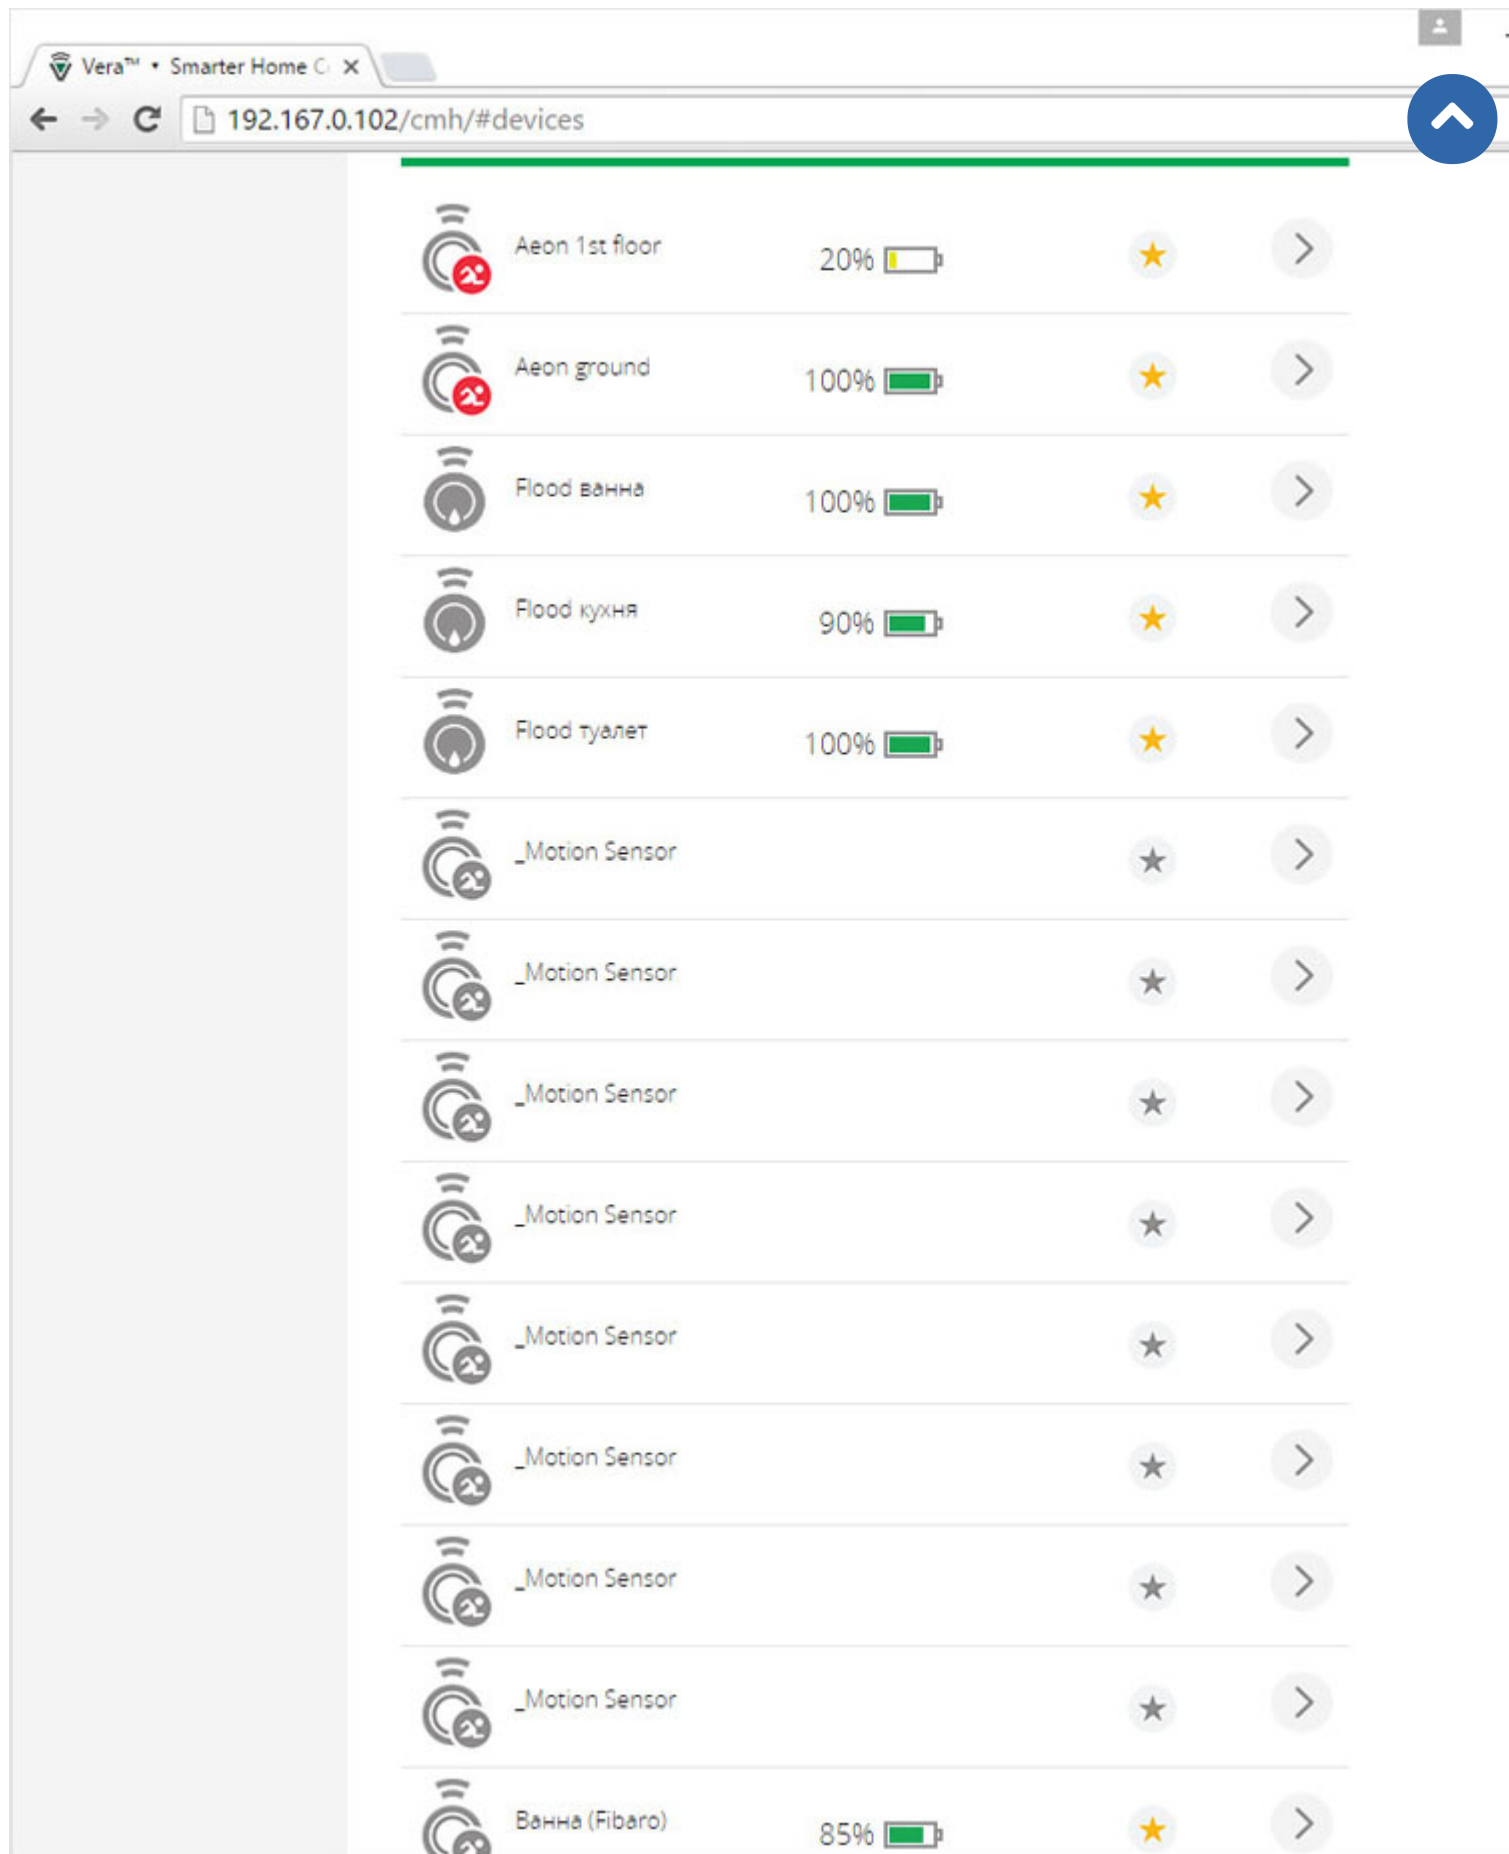 Vera™ • Smarter Home C
192.167.0.102/cmh/#devices
Aeon 1st floor
20%
Aeon ground
100%
Flood ванна
100%
Flood кухня
90%
Flood туалет
100%
_Motion Sensor
_Motion Sensor
_Motion Sensor
_Motion Sensor
_Motion Sensor
_Motion Sensor
_Motion Sensor
_Motion Sensor
Ванна (Fibaro)
85%